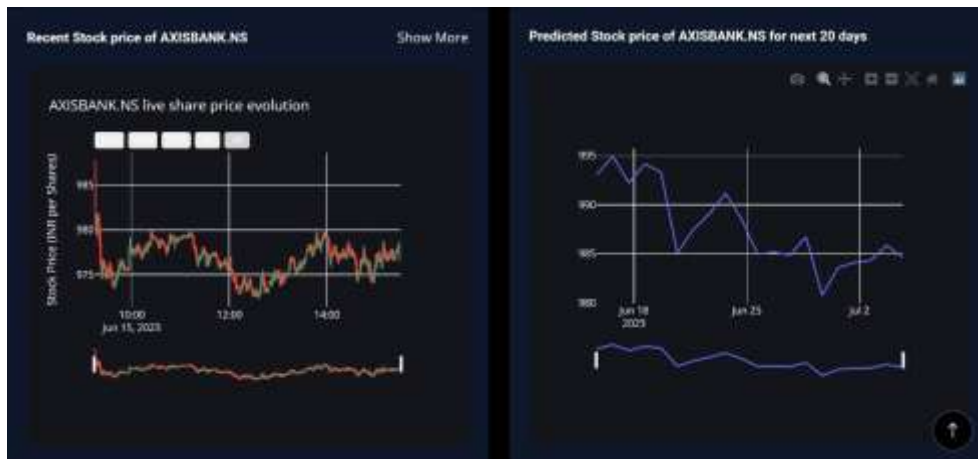 Recent Stock price of AXISBANK.NS
Show More
AXISBANK.NS live share price evolution
Stock Price (INR per Shares)
985
980
975
10:00
12:00
14:00
Jun 15, 2023
Predicted Stock price of AXISBANK.NS for next 20 days
995
990
985
980
Jun 18
2023
Jun 25
Jul 2